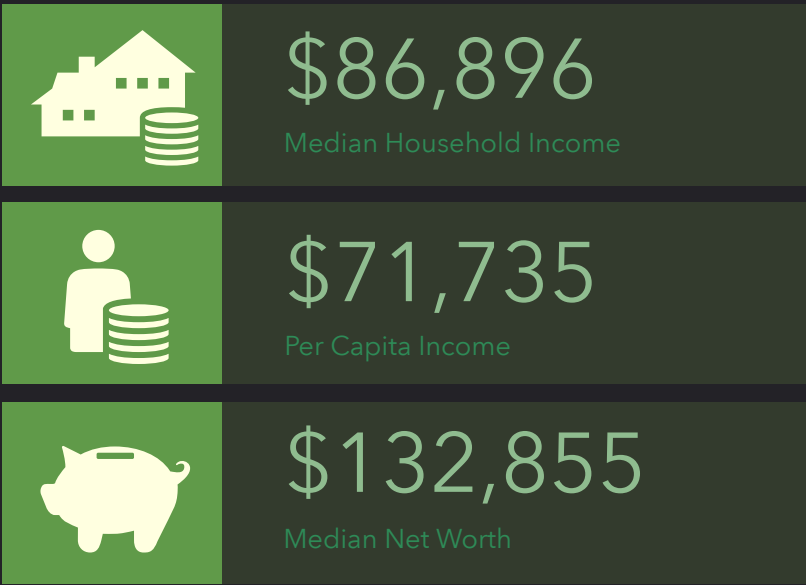 $86,896
Median Household Income
$71,735
Per Capita Income
$132,855
Median Net Worth